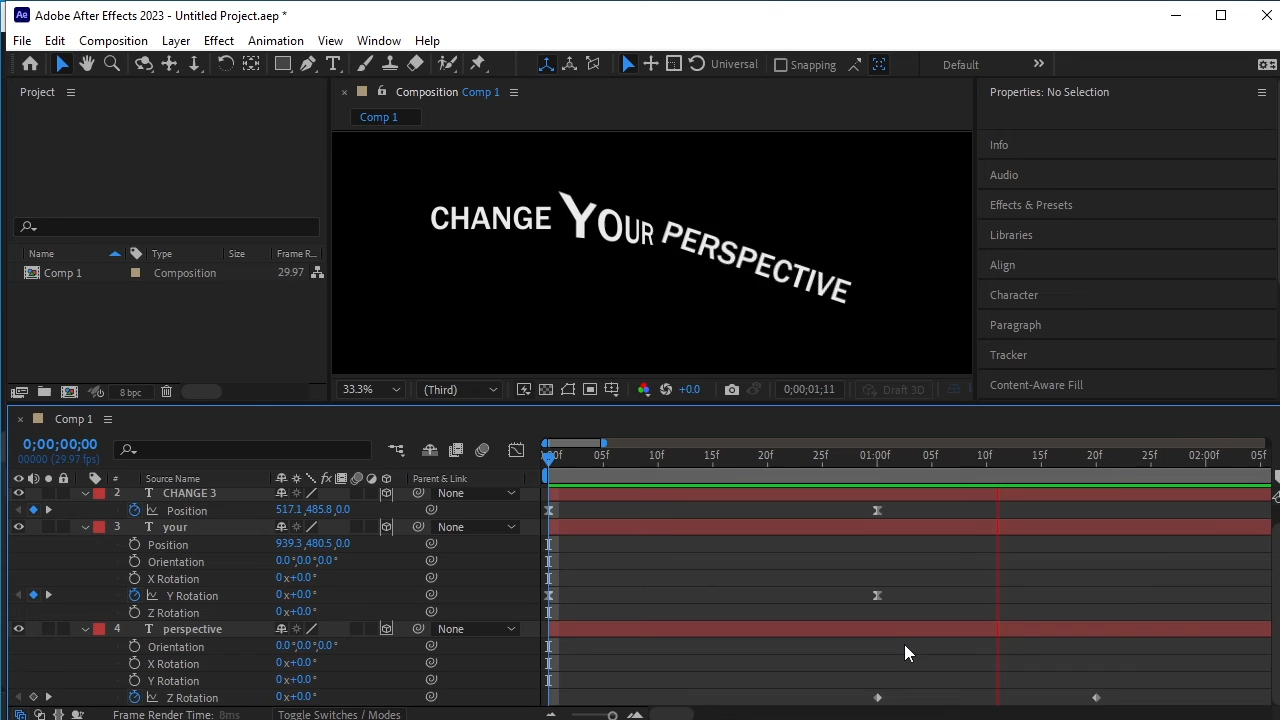 Ae Adobe After Effects 2023 - Untitled Project.aep *
File Edit Composition Layer Effect Animation View Window Help
Universal Snapping Default
Project
Composition Comp 1
Properties: No Selection
Comp 1
Info
Audio
Effects & Presets
Libraries
Align
Character
Paragraph
Tracker
Content-Aware Fill
CHANGE YOUR PERSPECTIVE
Name Type Size Frame R...
Comp 1 Composition 29.97
8 bpc
33.3% (Third) +0.0 0;00;01;11 Draft 3D
Comp 1
0;00;00;00
00000 (29.97 fps)
:00f 05f 10f 15f 20f 25f 01:00f 05f 10f 15f 20f 25f 02:00f 05f
# Source Name fx Parent & Link
2 T CHANGE 3 None
Position 517.1,485.8,0.0
3 T your None
Position 939.3,480.5,0.0
Orientation 0.0°,0.0°,0.0°
X Rotation 0x+0.0°
Y Rotation 0x+0.0°
Z Rotation 0x+0.0°
4 T perspective None
Orientation 0.0°,0.0°,0.0°
X Rotation 0x+0.0°
Y Rotation 0x+0.0°
Z Rotation 0x+0.0°
Frame Render Time: 8ms Toggle Switches / Modes